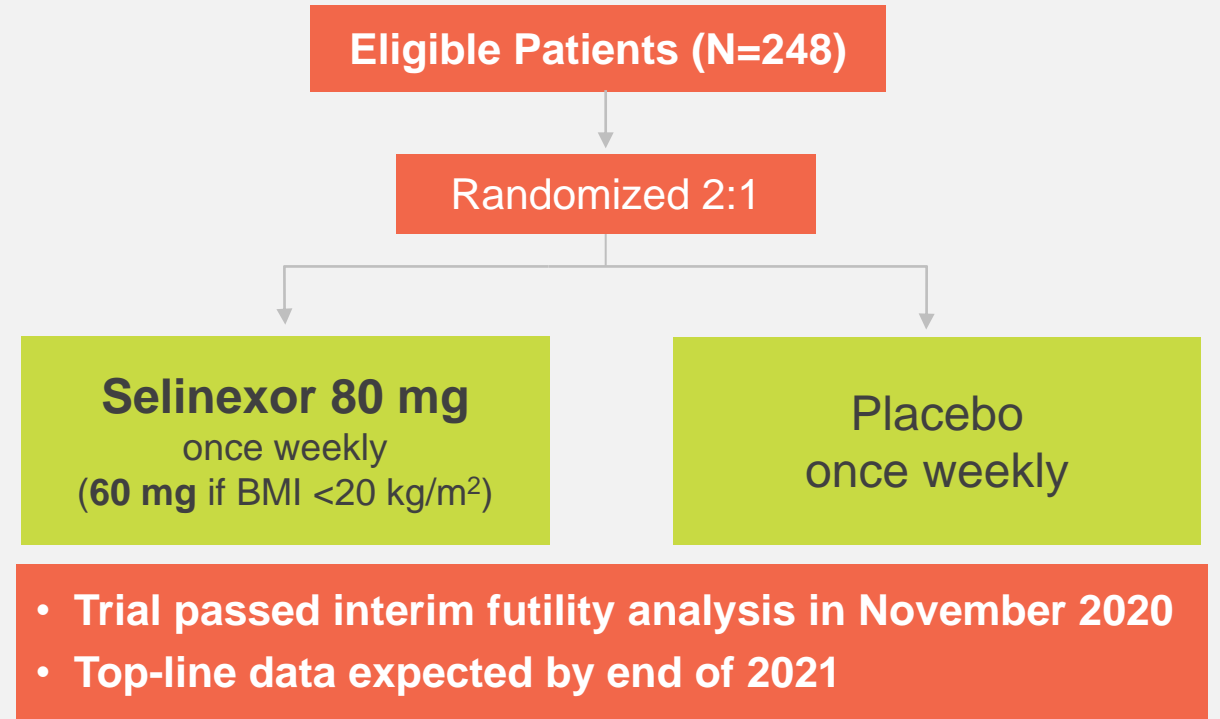 Eligible Patients (N=248)
Randomized 2:1
Selinexor 80 mg
once weekly
(60 mg if BMI <20 kg/m²)
Placebo
once weekly
• Trial passed interim futility analysis in November 2020
• Top-line data expected by end of 2021